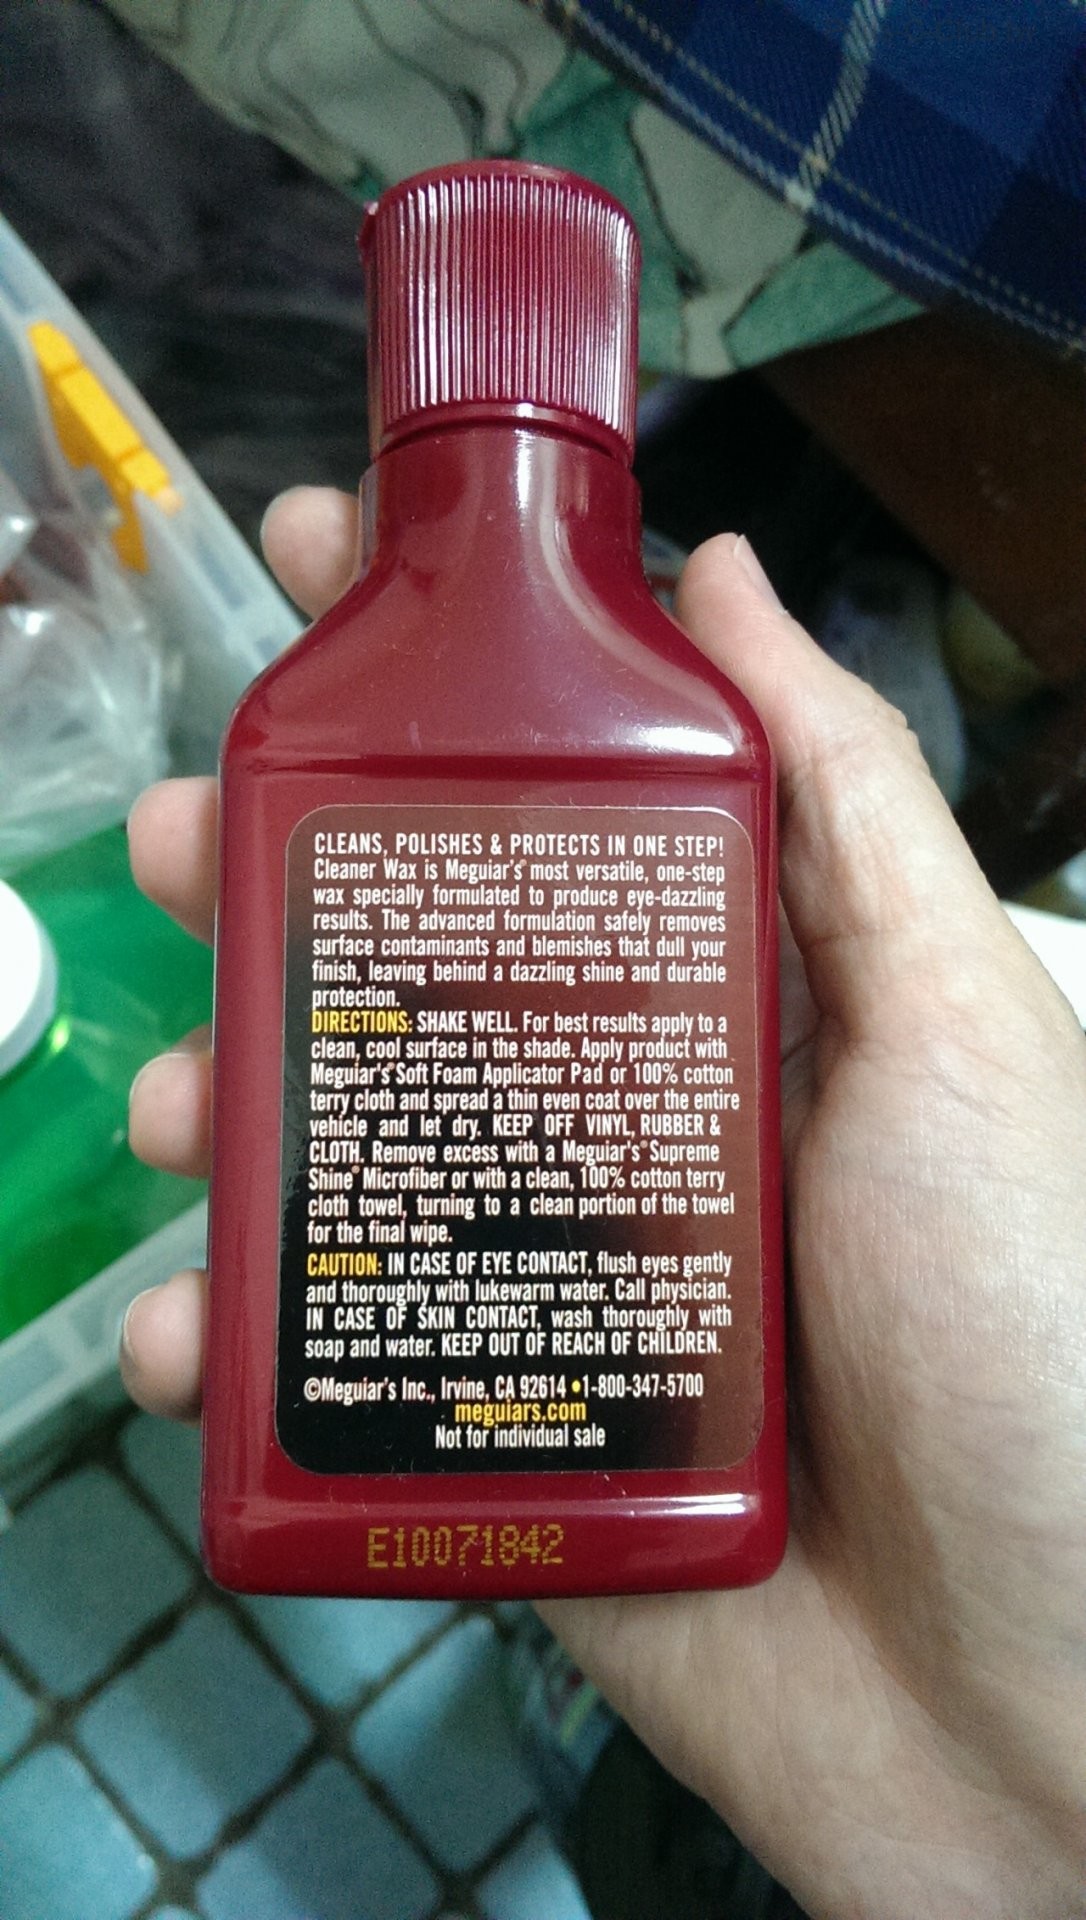 CLEANS, POLISHES & PROTECTS IN ONE STEP!
Cleaner Wax is Meguiar's® most versatile, one-step
wax specially formulated to produce eye-dazzling
results. The advanced formulation safely removes
surface contaminants and blemishes that dull your
finish, leaving behind a dazzling shine and durable
protection.
DIRECTIONS: SHAKE WELL. For best results apply to a
clean, cool surface in the shade. Apply product with
Meguiar's® Soft Foam Applicator Pad or 100% cotton
terry cloth and spread a thin even coat over the entire
vehicle and let dry. KEEP OFF VINYL, RUBBER &
CLOTH. Remove excess with a Meguiar's® Supreme
Shine® Microfiber or with a clean, 100% cotton terry
cloth towel, turning to a clean portion of the towel
for the final wipe.
CAUTION: IN CASE OF EYE CONTACT, flush eyes gently
and thoroughly with lukewarm water. Call physician.
IN CASE OF SKIN CONTACT, wash thoroughly with
soap and water. KEEP OUT OF REACH OF CHILDREN.
©Meguiar's Inc., Irvine, CA 92614 •1-800-347-5700
meguiars.com
Not for individual sale
E10071842